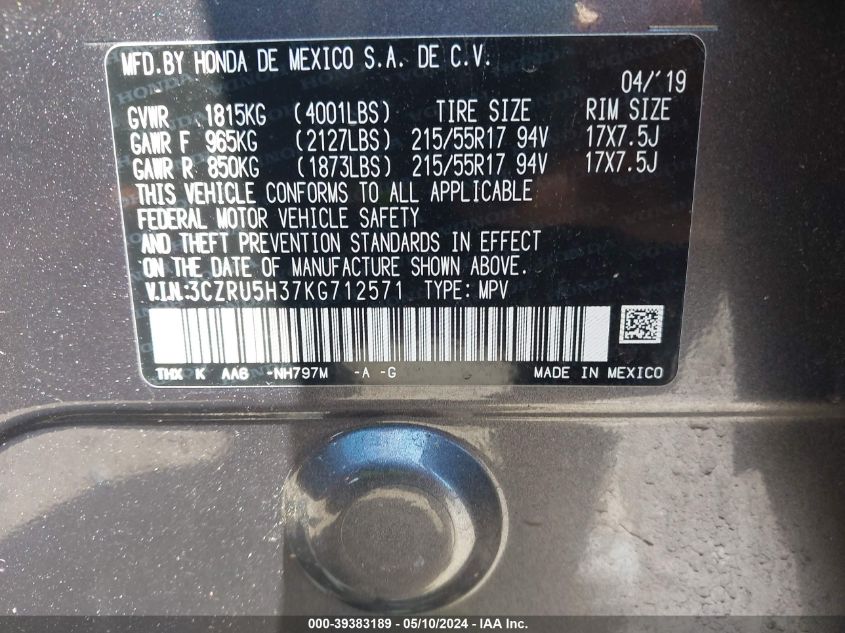 MFD.BY HONDA DE MEXICO S.A. DE C.V.
04/'19
GVWR 1815KG (4001LBS) TIRE SIZE RIM SIZE
GAWR F 965KG (2127LBS) 215/55R17 94V 17X7.5J
GAWR R 850KG (1873LBS) 215/55R17 94V 17X7.5J
THIS VEHICLE CONFORMS TO ALL APPLICABLE
FEDERAL MOTOR VEHICLE SAFETY
AND THEFT PREVENTION STANDARDS IN EFFECT
ON THE DATE OF MANUFACTURE SHOWN ABOVE.
V.I.N:3CZRU5H37KG712571 TYPE: MPV
THX K AA6 -NH797M -A -G MADE IN MEXICO
000-39383189 - 05/10/2024 - IAA Inc.